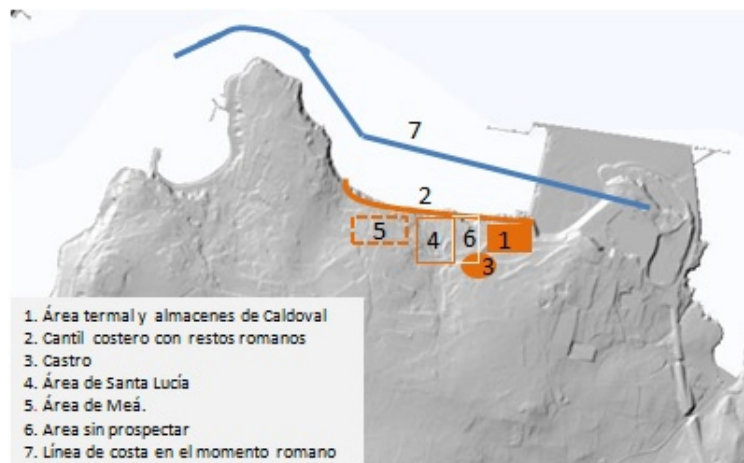 7
2
5
4
6
1
3
1. Área termal y almacenes de Caldoval
2. Cantil costero con restos romanos
3. Castro
4. Área de Santa Lucía
5. Área de Meá.
6. Area sin prospectar
7. Línea de costa en el momento romano